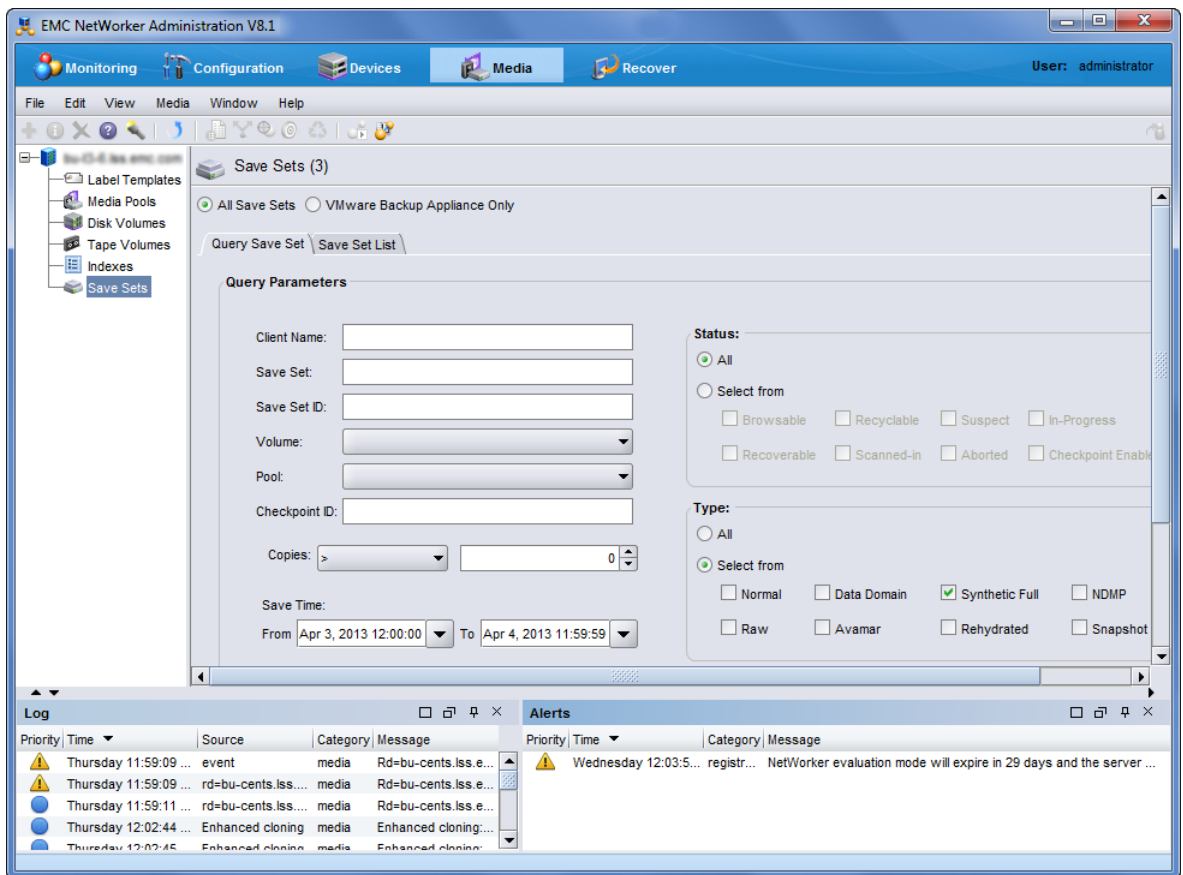 EMC NetWorker Administration V8.1
Monitoring Configuration Devices Media Recover User: administrator
File Edit View Media Window Help
Label Templates
Media Pools
Disk Volumes
Tape Volumes
Indexes
Save Sets
Save Sets (3)
All Save Sets VMware Backup Appliance Only
Query Save Set Save Set List
Query Parameters
Client Name:
Save Set:
Save Set ID:
Volume:
Pool:
Checkpoint ID:
Copies: > 0
Save Time:
From Apr 3, 2013 12:00:00 To Apr 4, 2013 11:59:59
Status:
All
Select from
Browsable Recyclable Suspect In-Progress
Recoverable Scanned-in Aborted Checkpoint Enable
Type:
All
Select from
Normal Data Domain Synthetic Full NDMP
Raw Avamar Rehydrated Snapshot
Log
Priority Time Source Category Message
Thursday 11:59:09 ... event media Rd=bu-cents.lss.e...
Thursday 11:59:09 ... rd=bu-cents.lss.... media Rd=bu-cents.lss.e...
Thursday 11:59:11 ... rd=bu-cents.lss.... media Rd=bu-cents.lss.e...
Thursday 12:02:44 ... Enhanced cloning media Enhanced cloning:...
Thursday 12:02:45 Enhanced cloning media Enhanced cloning:
Alerts
Priority Time Category Message
Wednesday 12:03:5... registr... NetWorker evaluation mode will expire in 29 days and the server ...